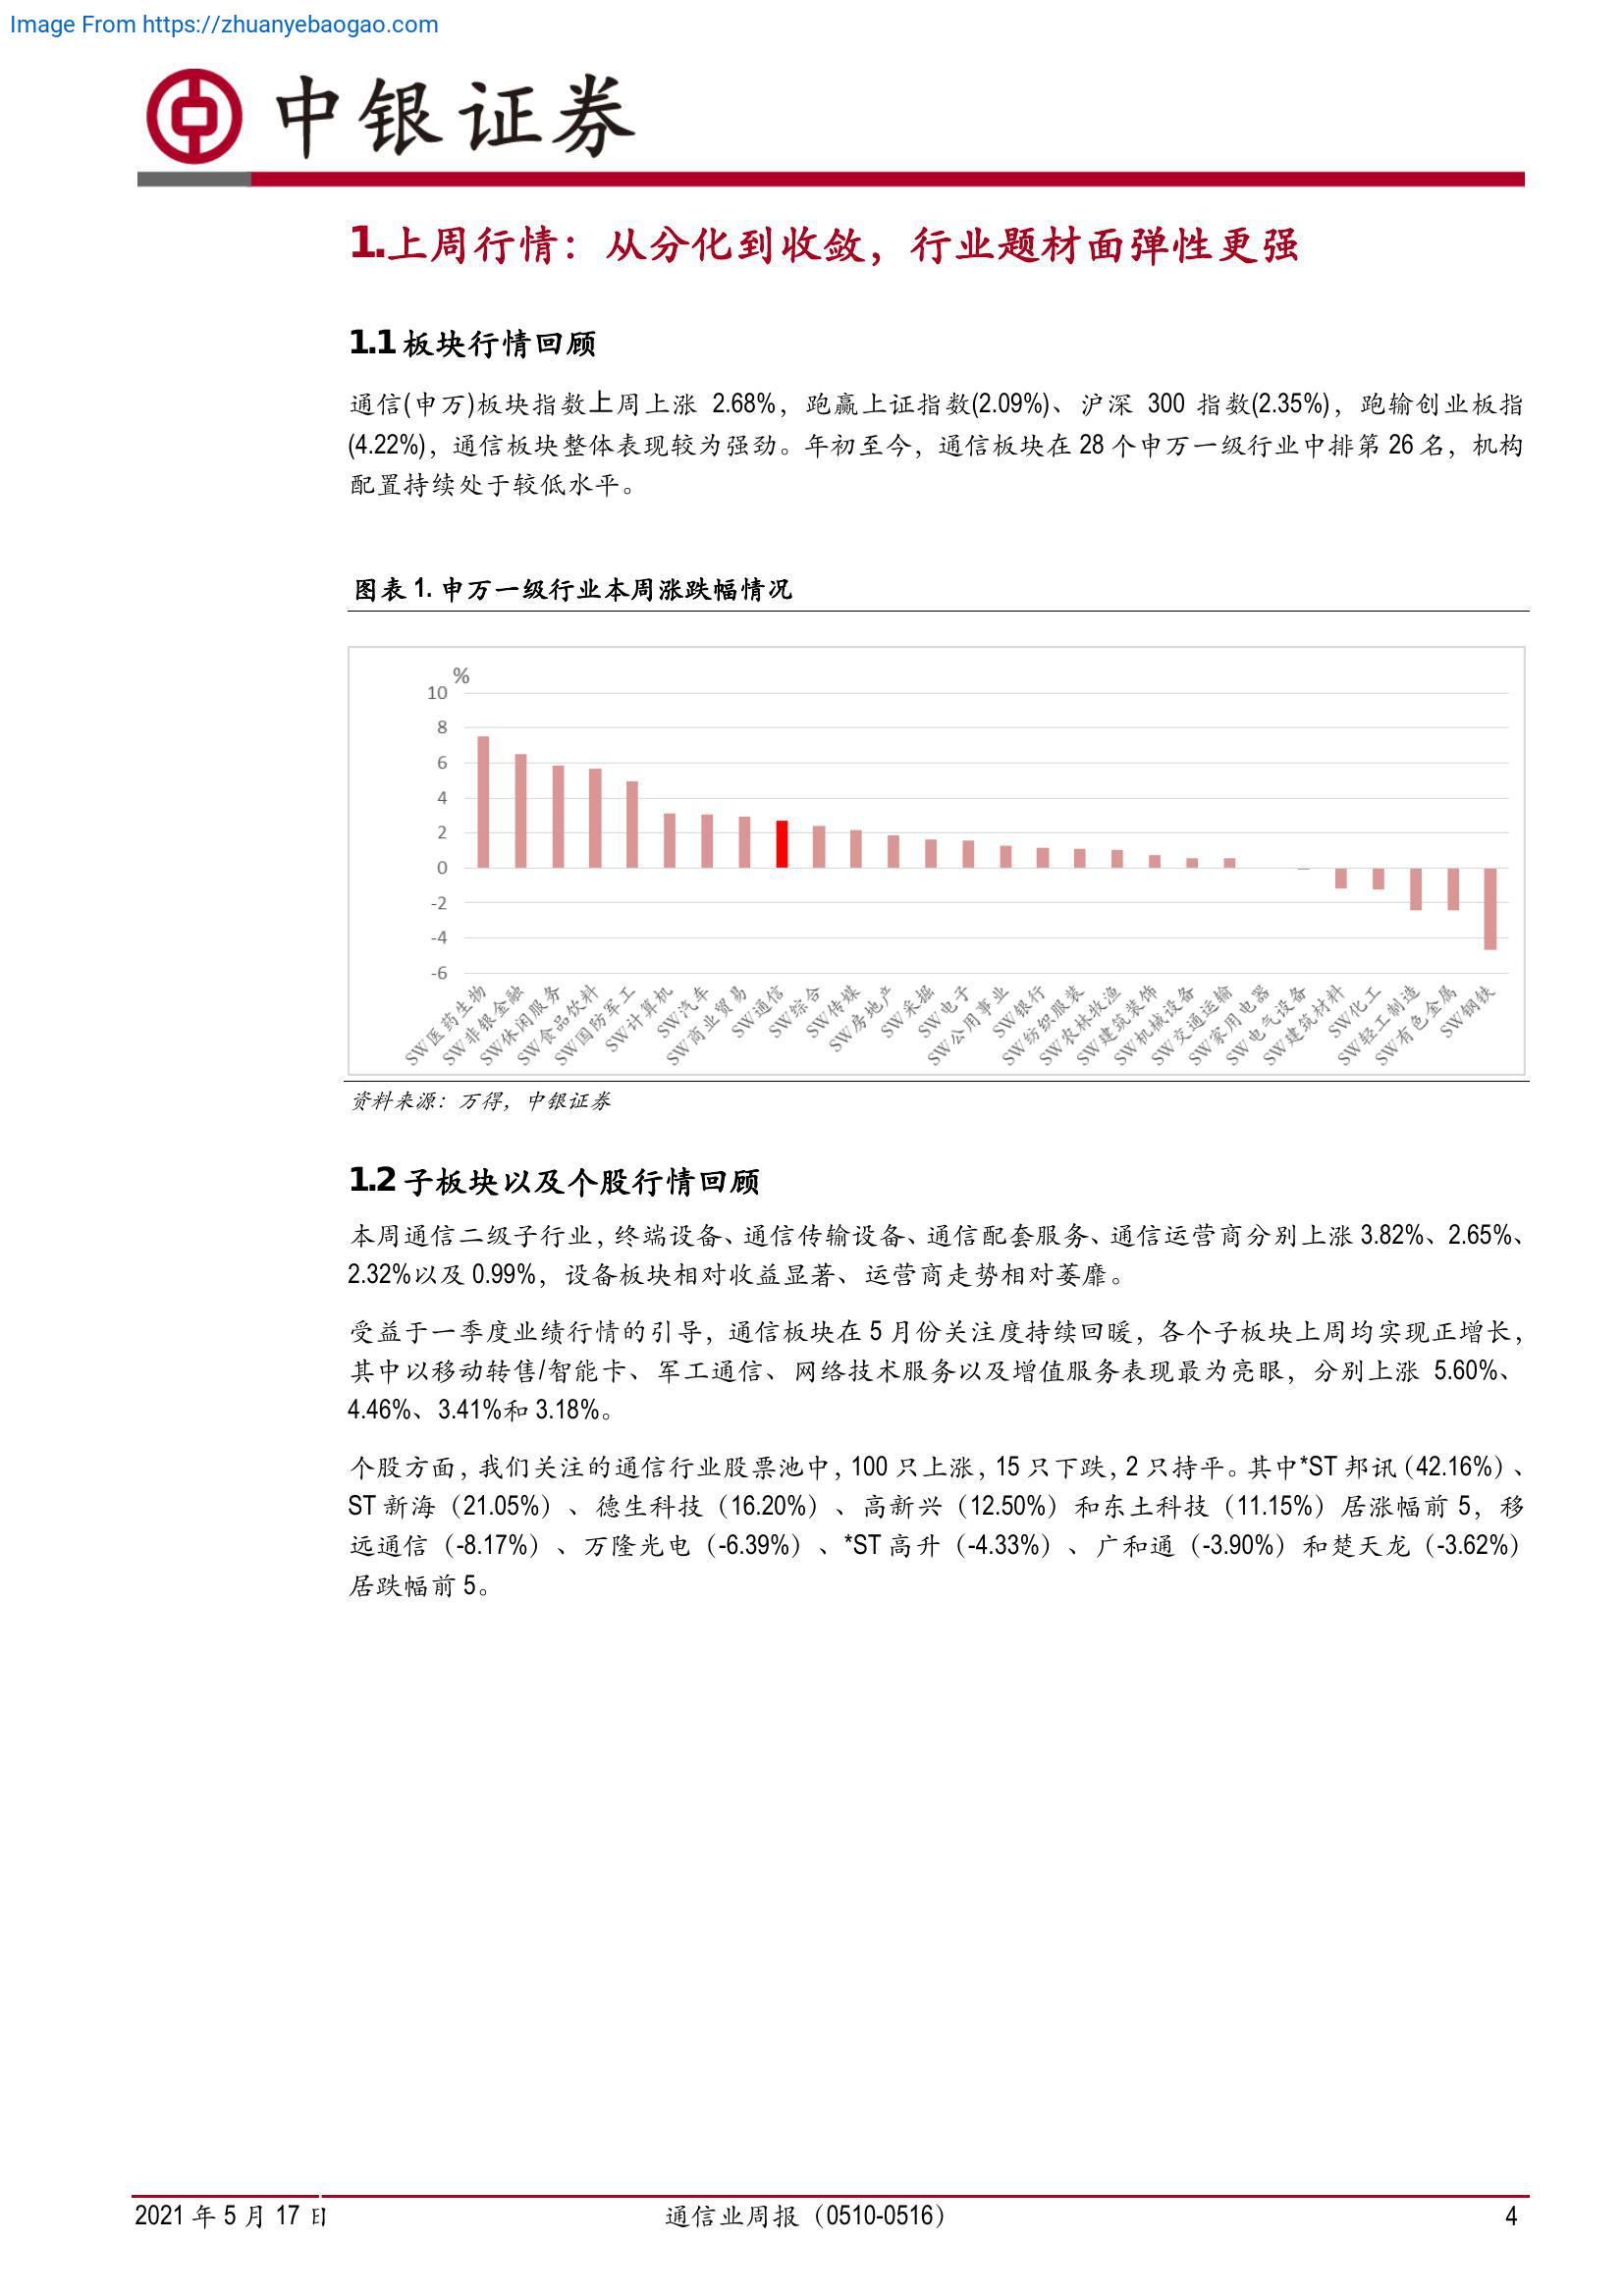 Image From https://zhuanyebaogao.com
中银证券
1.上周行情：从分化到收敛，行业题材面弹性更强
1.1 板块行情回顾
通信(申万)板块指数上周上涨 2.68%，跑赢上证指数(2.09%)、沪深 300 指数(2.35%)，跑输创业板指
(4.22%)，通信板块整体表现较为强劲。年初至今，通信板块在 28 个申万一级行业中排第 26 名，机构
配置持续处于较低水平。
图表 1. 申万一级行业本周涨跌幅情况
%
10
8
6
4
2
0
-2
-4
-6
SW医药生物
SW非银金融
SW休闲服务
SW食品饮料
SW国防军工
SW计算机
SW汽车
SW商业贸易
SW通信
SW综合
SW传媒
SW房地产
SW采掘
SW电子
SW公用事业
SW银行
SW纺织服装
SW农林牧渔
SW建筑装饰
SW机械设备
SW交通运输
SW家用电器
SW电气设备
SW建筑材料
SW化工
SW轻工制造
SW有色金属
SW钢铁
资料来源：万得，中银证券
1.2 子板块以及个股行情回顾
本周通信二级子行业，终端设备、通信传输设备、通信配套服务、通信运营商分别上涨 3.82%、2.65%、
2.32%以及 0.99%，设备板块相对收益显著、运营商走势相对萎靡。
受益于一季度业绩行情的引导，通信板块在 5 月份关注度持续回暖，各个子板块上周均实现正增长，
其中以移动转售/智能卡、军工通信、网络技术服务以及增值服务表现最为亮眼，分别上涨 5.60%、
4.46%、3.41%和 3.18%。
个股方面，我们关注的通信行业股票池中，100 只上涨，15 只下跌，2 只持平。其中*ST 邦讯（42.16%）、
ST 新海（21.05%）、德生科技（16.20%）、高新兴（12.50%）和东土科技（11.15%）居涨幅前 5，移
远通信（-8.17%）、万隆光电（-6.39%）、*ST 高升（-4.33%）、广和通（-3.90%）和楚天龙（-3.62%）
居跌幅前 5。
2021 年 5 月 17 日
通信业周报（0510-0516）
4